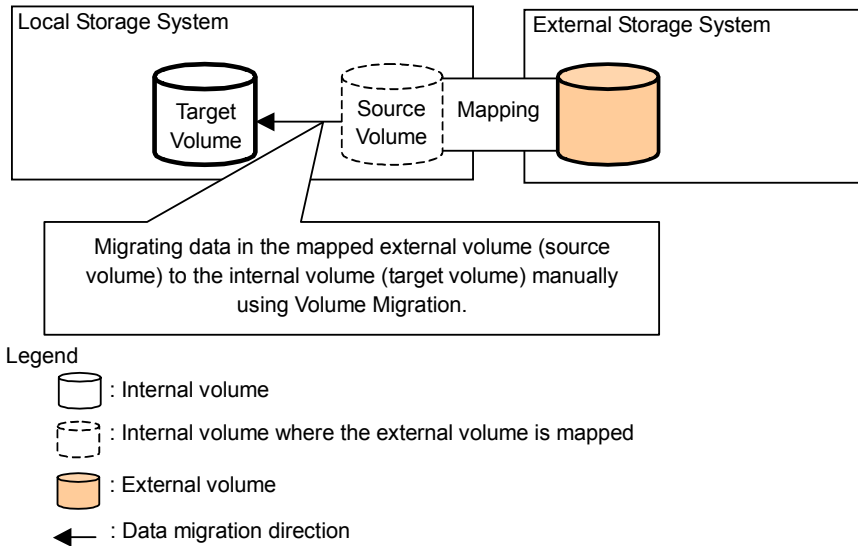 Local Storage System
External Storage System
Target
Volume
Source
Volume
Mapping
Migrating data in the mapped external volume (source
volume) to the internal volume (target volume) manually
using Volume Migration.
Legend
: Internal volume
: Internal volume where the external volume is mapped
: External volume
: Data migration direction